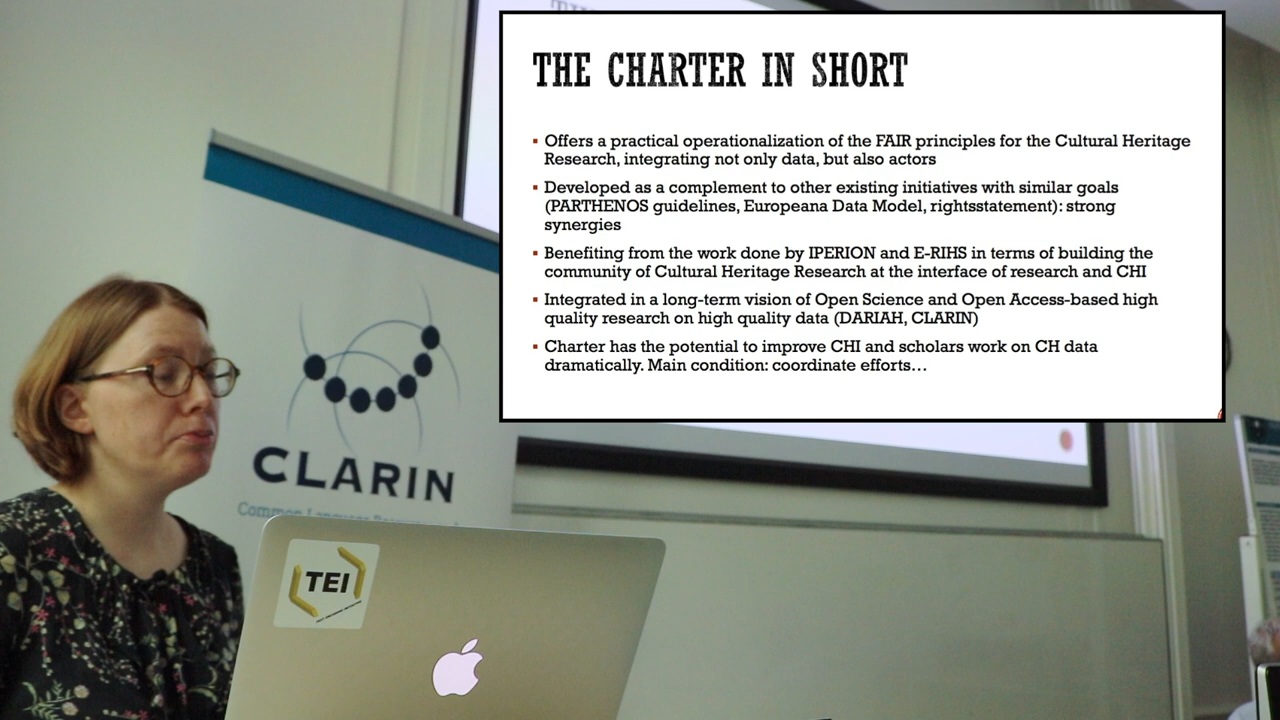 THE CHARTER IN SHORT
▪ Offers a practical operationalization of the FAIR principles for the Cultural Heritage
Research, integrating not only data, but also actors
▪ Developed as a complement to other existing initiatives with similar goals
(PARTHENOS guidelines, Europeana Data Model, rightsstatement): strong
synergies
▪ Benefiting from the work done by IPERION and E-RIHS in terms of building the
community of Cultural Heritage Research at the interface of research and CHI
▪ Integrated in a long-term vision of Open Science and Open Access-based high
quality research on high quality data (DARIAH, CLARIN)
▪ Charter has the potential to improve CHI and scholars work on CH data
dramatically. Main condition: coordinate efforts…
CLARIN
Common Language
TEI